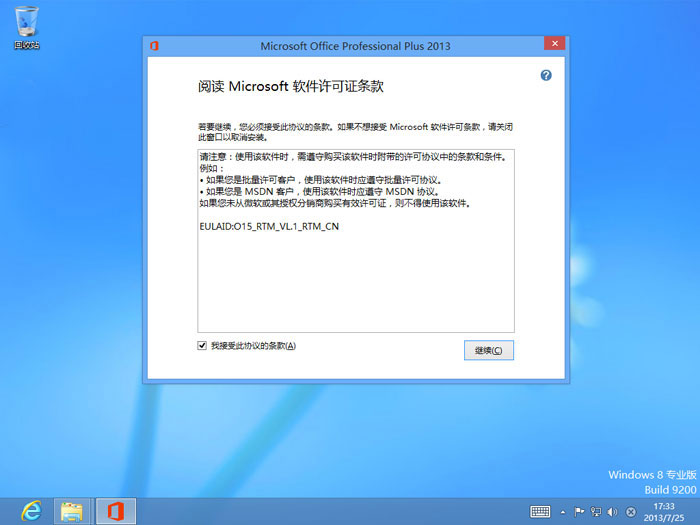 回收站
Microsoft Office Professional Plus 2013
阅读 Microsoft 软件许可证条款
若要继续，您必须接受此协议的条款。如果不想接受 Microsoft 软件许可条款，请关闭
此窗口以取消安装。
请注意：使用该软件时，需遵守购买该软件时附带的许可协议中的条款和条件。
例如：
• 如果您是批量许可客户，使用该软件时应遵守批量许可协议。
• 如果您是 MSDN 客户，使用该软件时应遵守 MSDN 协议。
如果您未从微软或其授权分销商购买有效许可证，则不得使用该软件。
EULAID:O15_RTM_VL.1_RTM_CN
我接受此协议的条款(A)
继续(C)
Windows 8 专业版
Build 9200
17:33
2013/7/25